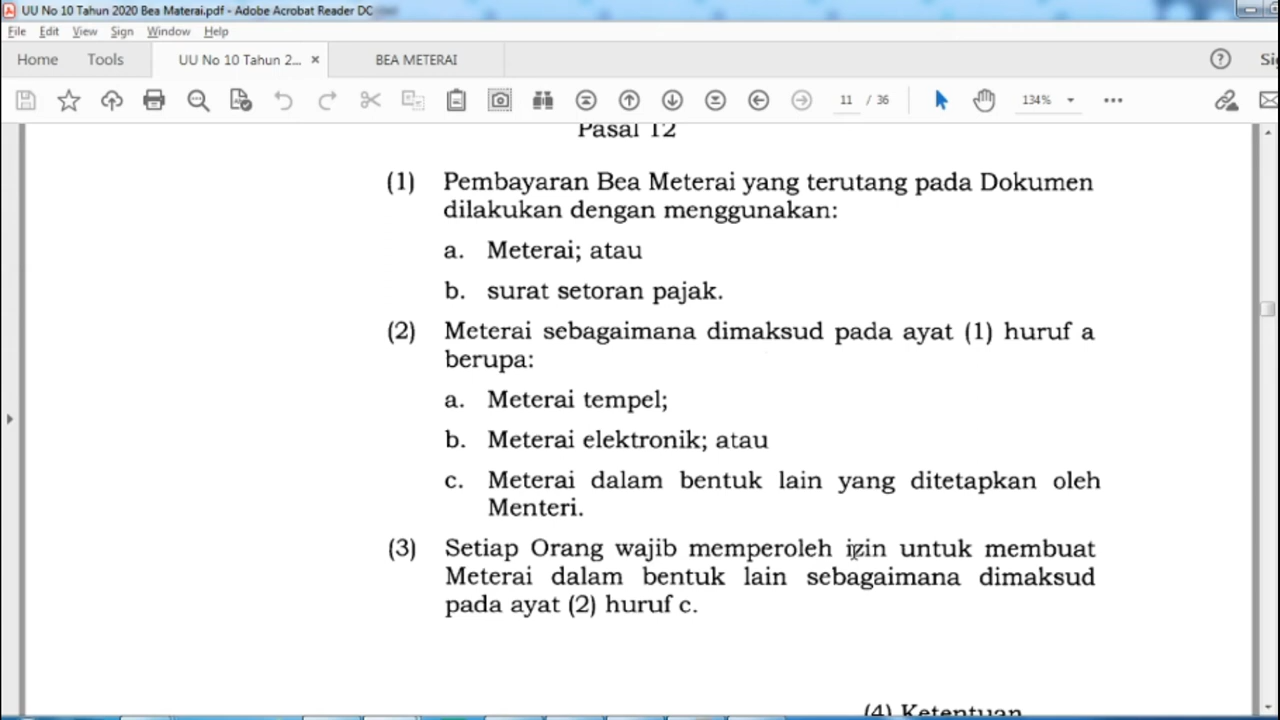 UU No 10 Tahun 2020 Bea Materai.pdf - Adobe Acrobat Reader DC
File Edit View Sign Window Help
Home Tools UU No 10 Tahun 2... × BEA METERAI
11 / 36 134%
Pasal 12
(1) Pembayaran Bea Meterai yang terutang pada Dokumen
dilakukan dengan menggunakan:
a. Meterai; atau
b. surat setoran pajak.
(2) Meterai sebagaimana dimaksud pada ayat (1) huruf a
berupa:
a. Meterai tempel;
b. Meterai elektronik; atau
c. Meterai dalam bentuk lain yang ditetapkan oleh
Menteri.
(3) Setiap Orang wajib memperoleh izin untuk membuat
Meterai dalam bentuk lain sebagaimana dimaksud
pada ayat (2) huruf c.
(4) Ketentuan